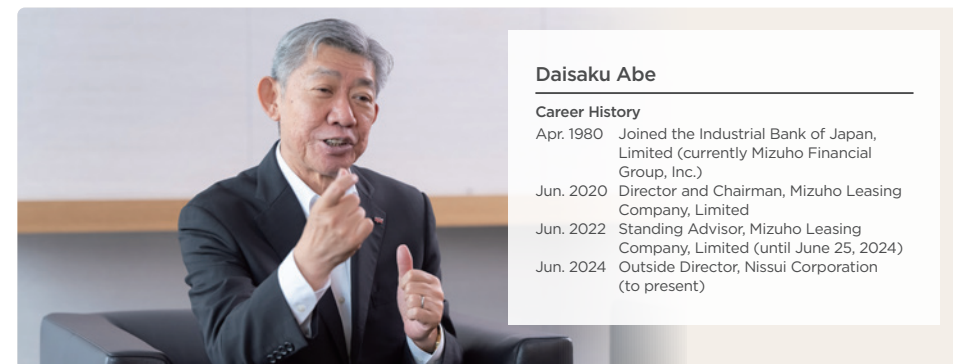 Daisaku Abe
Career History
Apr. 1980 Joined the Industrial Bank of Japan,
Limited (currently Mizuho Financial
Group, Inc.)
Jun. 2020 Director and Chairman, Mizuho Leasing
Company, Limited
Jun. 2022 Standing Advisor, Mizuho Leasing
Company, Limited (until June 25, 2024)
Jun. 2024 Outside Director, Nissui Corporation
(to present)